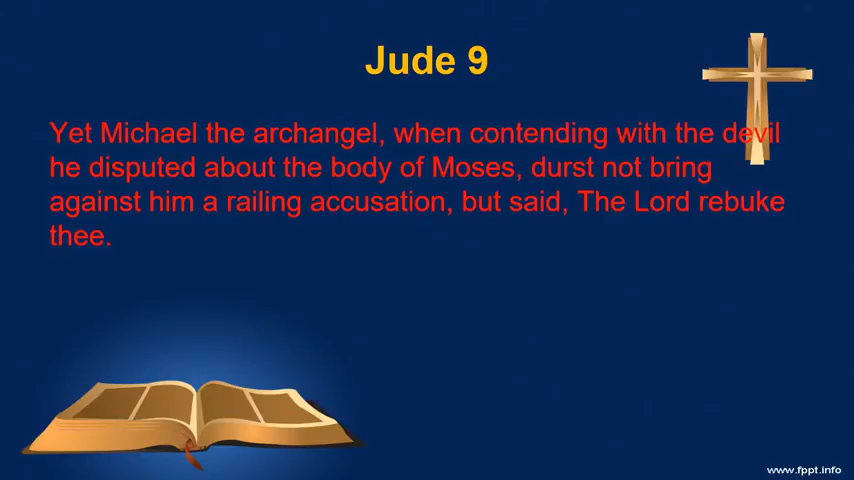 Jude 9
Yet Michael the archangel, when contending with the devil
he disputed about the body of Moses, durst not bring
against him a railing accusation, but said, The Lord rebuke
thee.
www.fppt.info